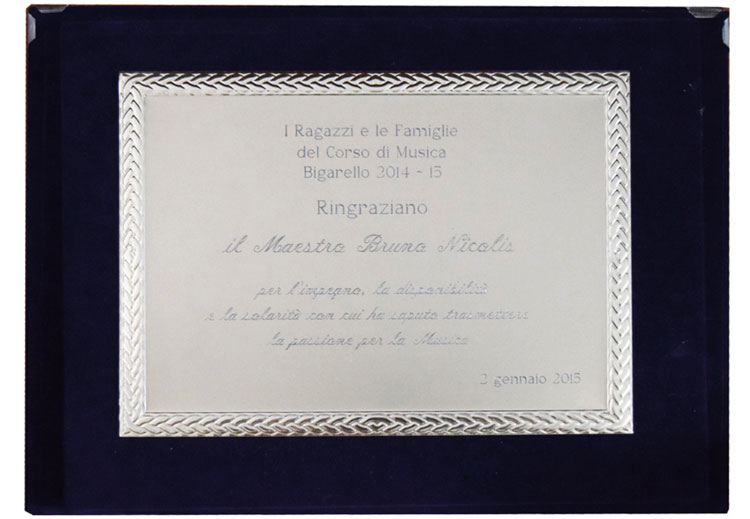 I Ragazzi e le Famiglie
del Corso di Musica
Bigarello 2014 - 15
Ringraziano
il Maestro Bruno Nicolis
per l'impegno, la disponibilità
e la solarità con cui ha saputo trasmettere
la passione per la Musica
2 gennaio 2015